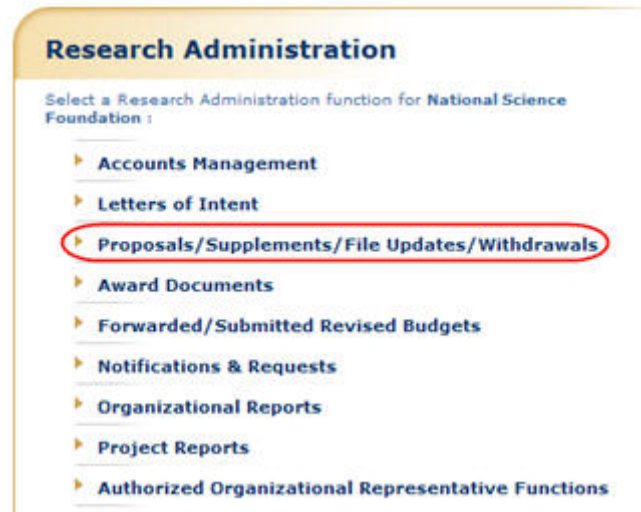 Research Administration
Select a Research Administration function for National Science
Foundation :
Accounts Management
Letters of Intent
Proposals/Supplements/File Updates/Withdrawals
Award Documents
Forwarded/Submitted Revised Budgets
Notifications & Requests
Organizational Reports
Project Reports
Authorized Organizational Representative Functions